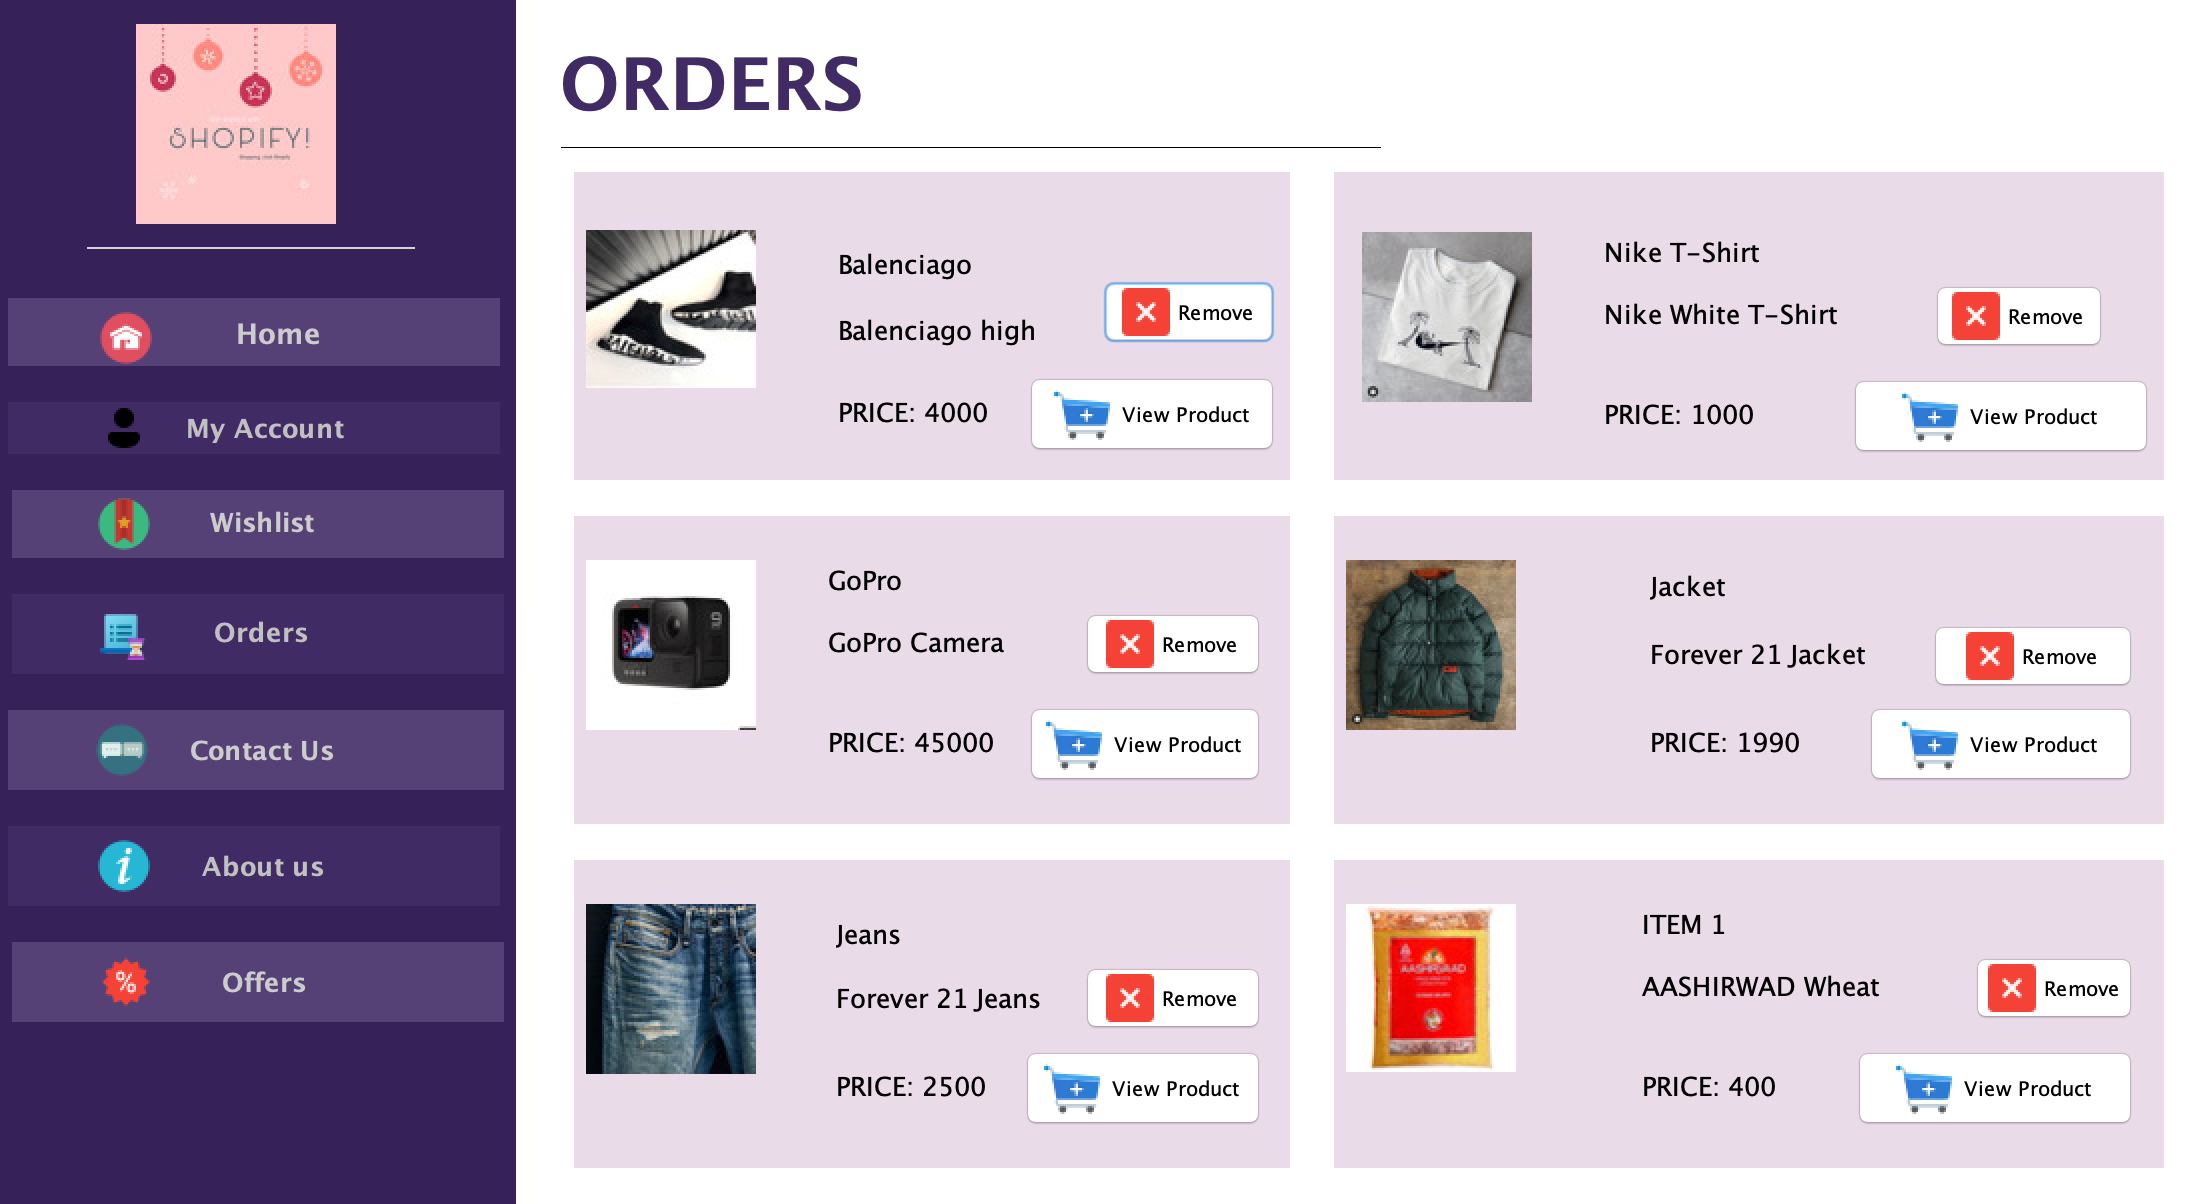 SHOPIFY!
Home
My Account
Wishlist
Orders
Contact Us
About us
Offers
ORDERS
Balenciago
Balenciago high
Remove
PRICE: 4000
View Product
Nike T-Shirt
Nike White T-Shirt
Remove
PRICE: 1000
View Product
GoPro
GoPro Camera
Remove
PRICE: 45000
View Product
Jacket
Forever 21 Jacket
Remove
PRICE: 1990
View Product
Jeans
Forever 21 Jeans
Remove
PRICE: 2500
View Product
AASHIRWAD
ITEM 1
AASHIRWAD Wheat
Remove
PRICE: 400
View Product